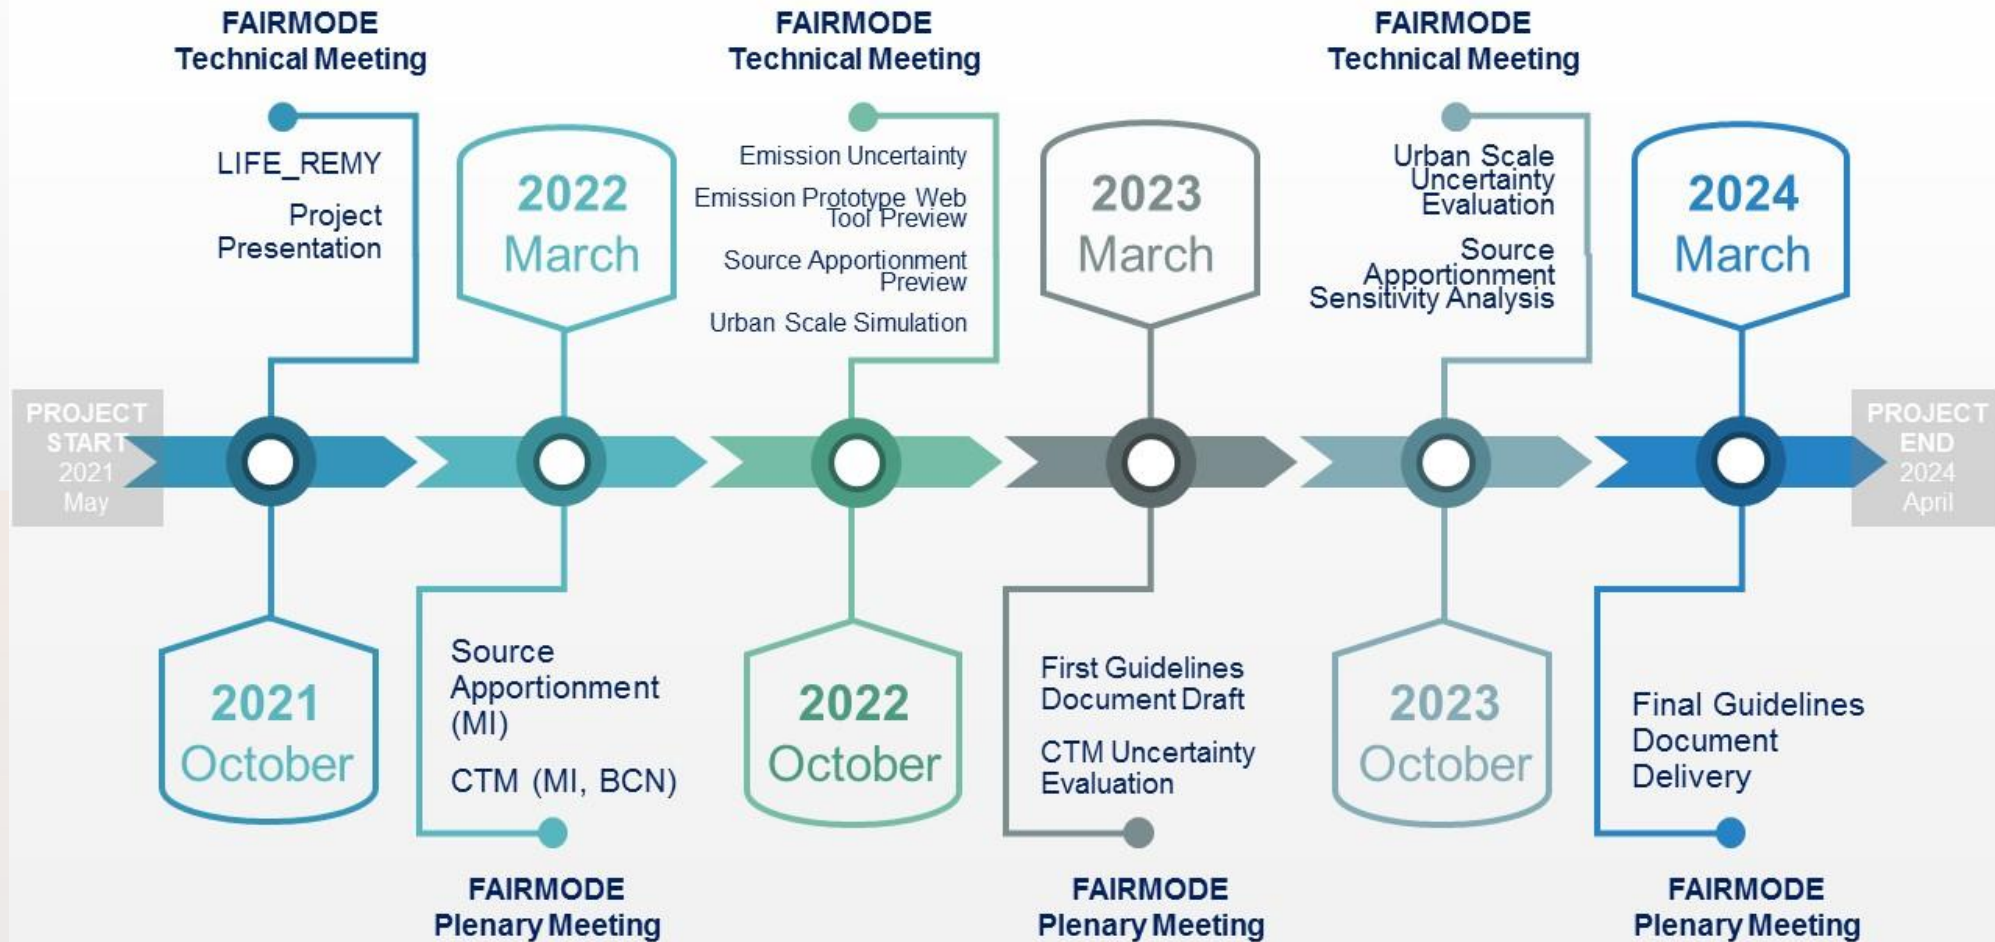 FAIRMODE
Technical Meeting
LIFE_REMY
Project
Presentation
2022
March
FAIRMODE
Technical Meeting
Emission Uncertainty
Emission Prototype Web
Tool Preview
Source Apportionment
Preview
Urban Scale Simulation
2023
March
FAIRMODE
Technical Meeting
Urban Scale
Uncertainty
Evaluation
Source
Apportionment
Sensitivity Analysis
2024
March
PROJECT
START
2021
May
PROJECT
END
2024
April
2021
October
Source
Apportionment
(MI)
CTM (MI, BCN)
FAIRMODE
Plenary Meeting
2022
October
First Guidelines
Document Draft
CTM Uncertainty
Evaluation
FAIRMODE
Plenary Meeting
2023
October
Final Guidelines
Document
Delivery
FAIRMODE
Plenary Meeting